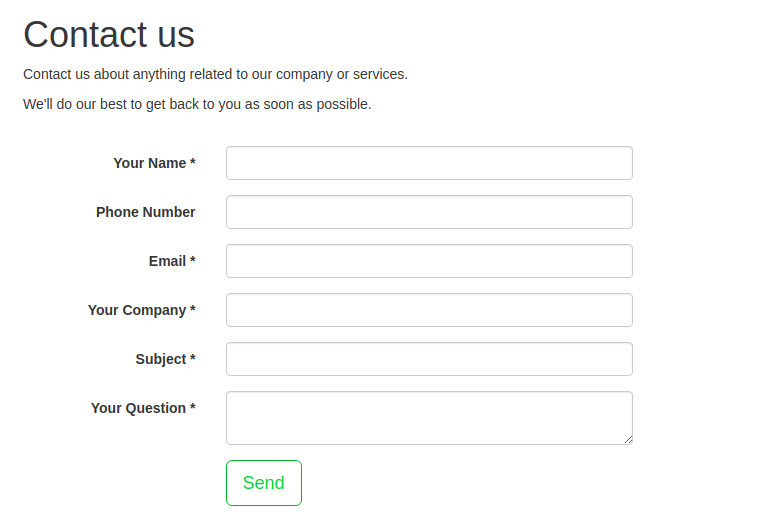 Contact us
Contact us about anything related to our company or services.
We'll do our best to get back to you as soon as possible.
Your Name *
Phone Number
Email *
Your Company *
Subject *
Your Question *
Send